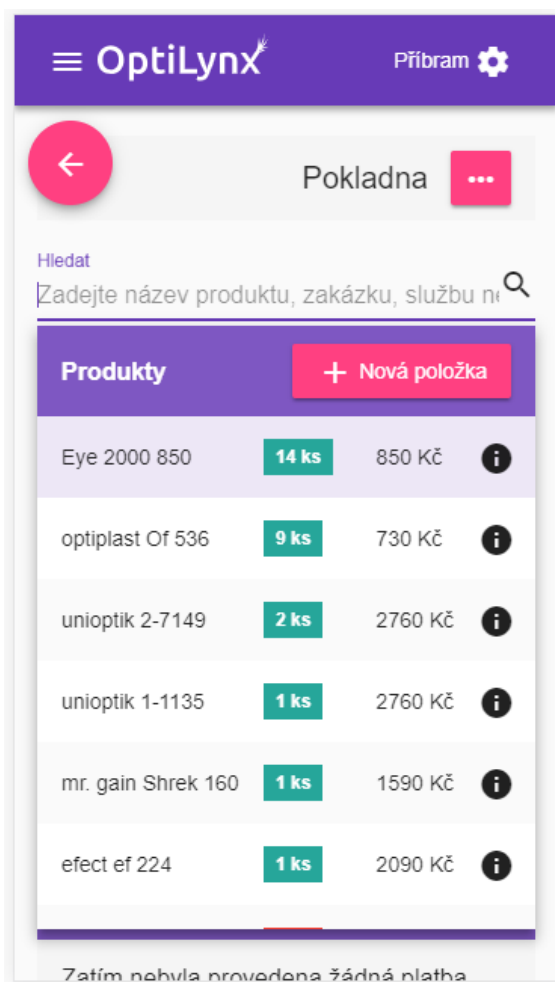 OptiLynx
Příbram
Pokladna
Hledat
Zadejte název produktu, zakázku, službu ne
Produkty
+ Nová položka
Eye 2000 850 14 ks 850 Kč
optiplast Of 536 9 ks 730 Kč
unioptik 2-7149 2 ks 2760 Kč
unioptik 1-1135 1 ks 2760 Kč
mr. gain Shrek 160 1 ks 1590 Kč
efect ef 224 1 ks 2090 Kč
Zatím nebyla provedena žádná platba